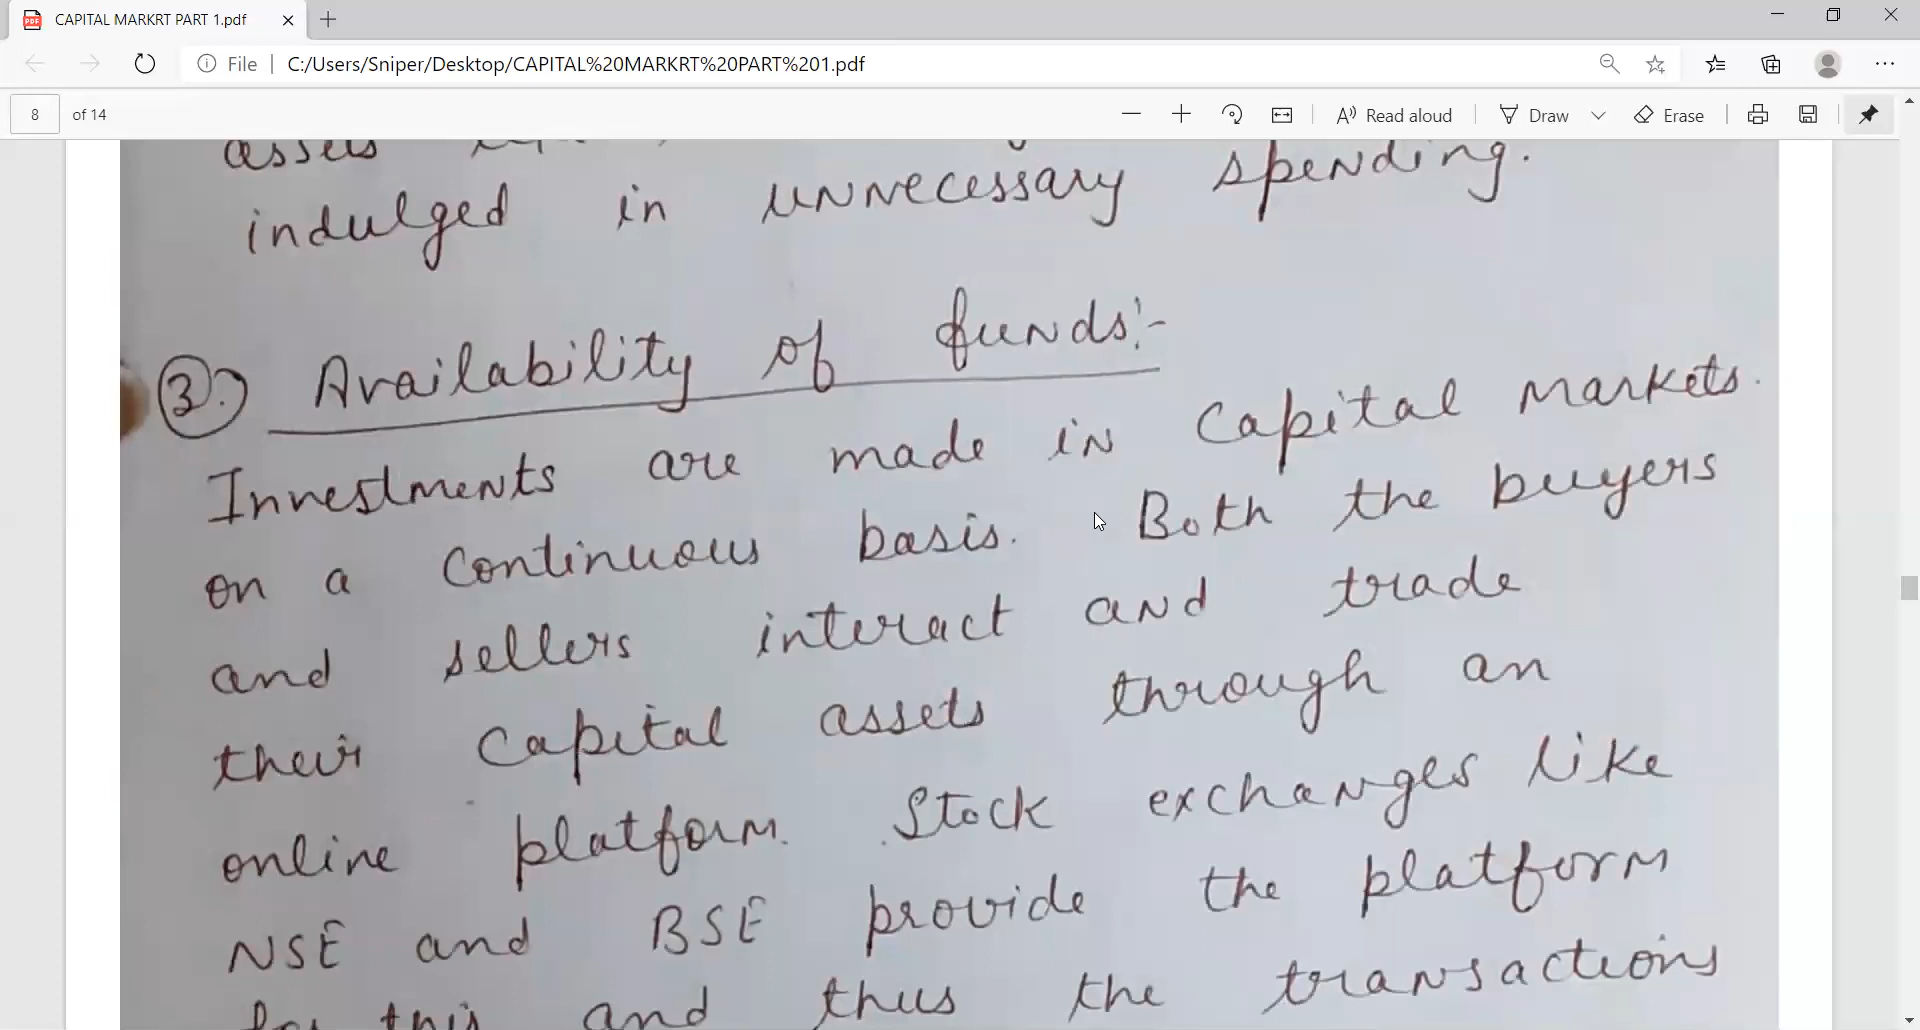 CAPITAL MARKRT PART 1.pdf
File C:/Users/Sniper/Desktop/CAPITAL%20MARKRT%20PART%201.pdf
8 of 14 Read aloud Draw Erase
assets
indulged in unnecessary spending.
3. Availability of funds:-
Investments are made in Capital Markets.
on a continuous basis. Both the buyers
and sellers interact and trade
their Capital assets through an
online platform. Stock exchanges like
NSE and BSE provide the platform
for this and thus the transactions